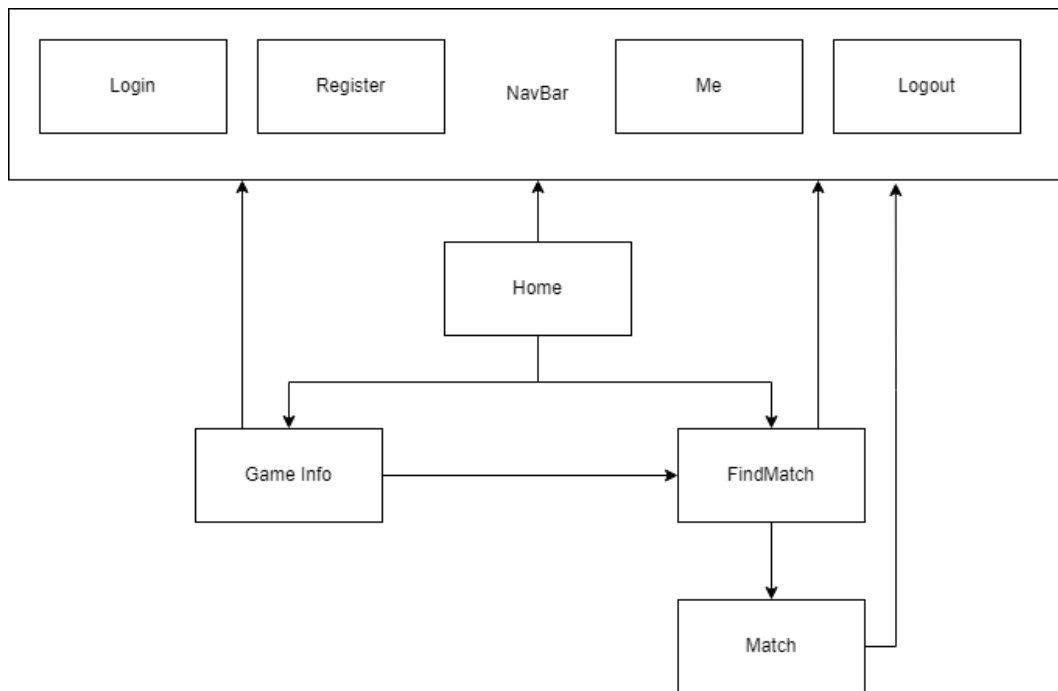 Login
Register
NavBar
Me
Logout
Home
Game Info
FindMatch
Match